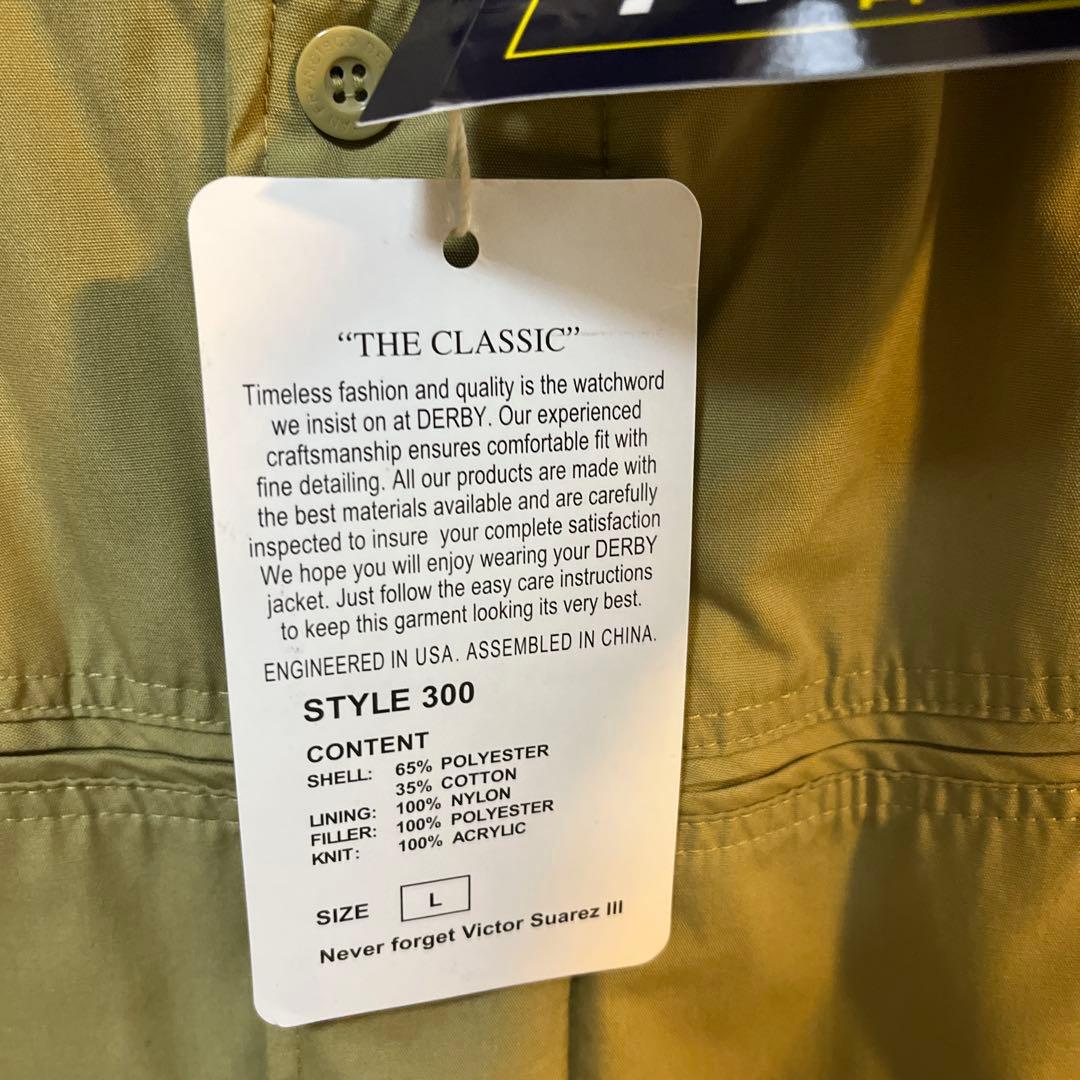 “THE CLASSIC”
Timeless fashion and quality is the watchword
we insist on at DERBY. Our experienced
craftsmanship ensures comfortable fit with
fine detailing. All our products are made with
the best materials available and are carefully
inspected to insure your complete satisfaction
We hope you will enjoy wearing your DERBY
jacket. Just follow the easy care instructions
to keep this garment looking its very best.
ENGINEERED IN USA. ASSEMBLED IN CHINA.
STYLE 300
CONTENT
SHELL: 65% POLYESTER
35% COTTON
LINING: 100% NYLON
FILLER: 100% POLYESTER
KNIT: 100% ACRYLIC
SIZE L
Never forget Victor Suarez III